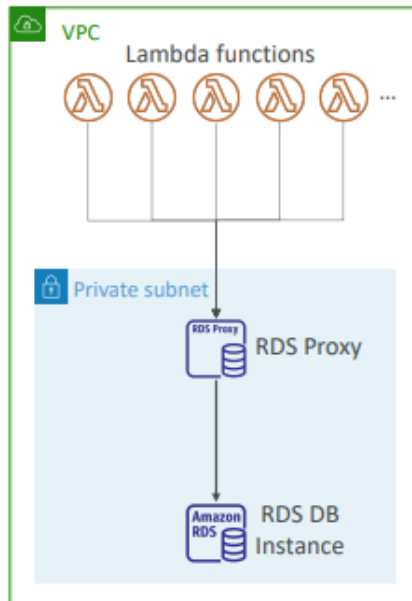 VPC
Lambda functions
...
Private subnet
RDS Proxy
RDS Proxy
Amazon
RDS
RDS DB
Instance